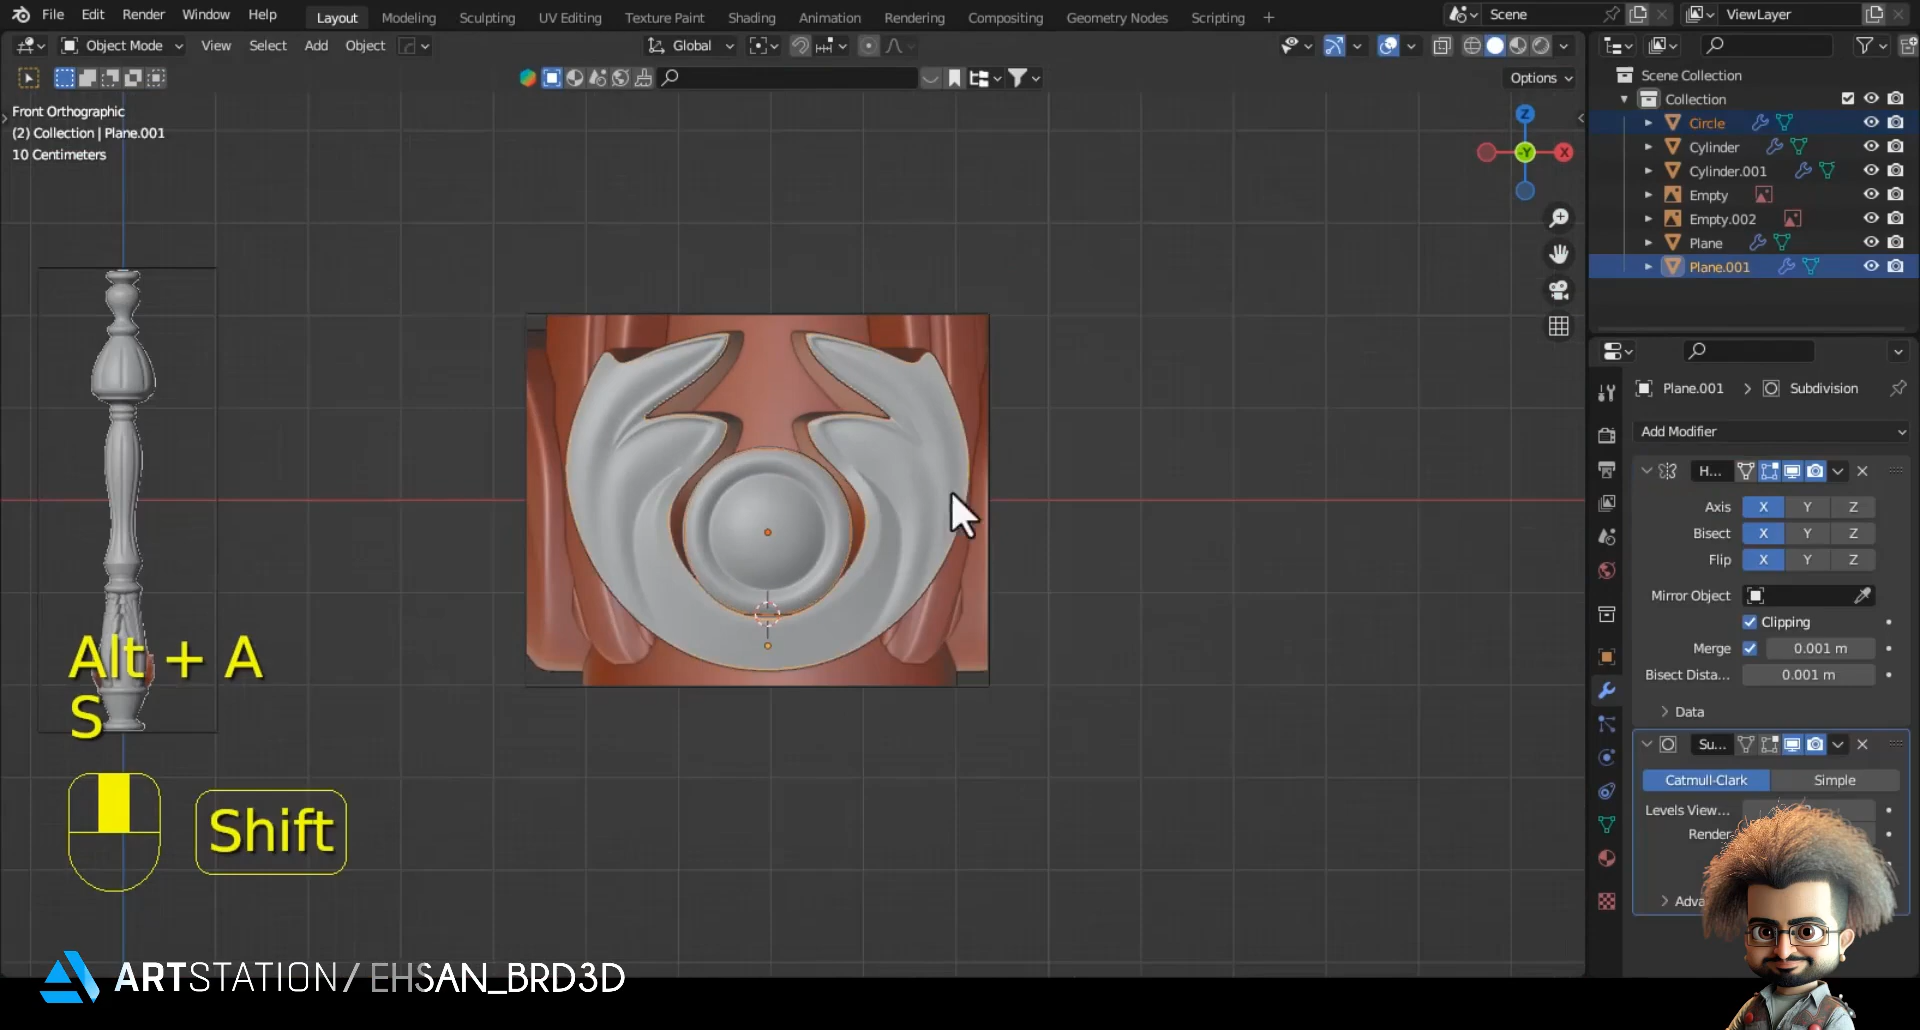 File Edit Render Window Help Layout Modeling Sculpting UV Editing Texture Paint Shading Animation Rendering Compositing Geometry Nodes Scripting + Scene ViewLayer
Object Mode View Select Add Object Global
Options
Front Orthographic
(2) Collection | Plane.001
10 Centimeters
Z
-Y
X
Scene Collection
Collection
Circle
Cylinder
Cylinder.001
Empty
Empty.002
Plane
Plane.001
Plane.001 > Subdivision
Add Modifier
H...
Axis X Y Z
Bisect X Y Z
Flip X Y Z
Mirror Object
Clipping
Merge 0.001 m
Bisect Dista... 0.001 m
Data
Su...
Catmull-Clark Simple
Levels View...
Render
Alt + A
S
Shift
ARTSTATION/EHSAN_BRD3D